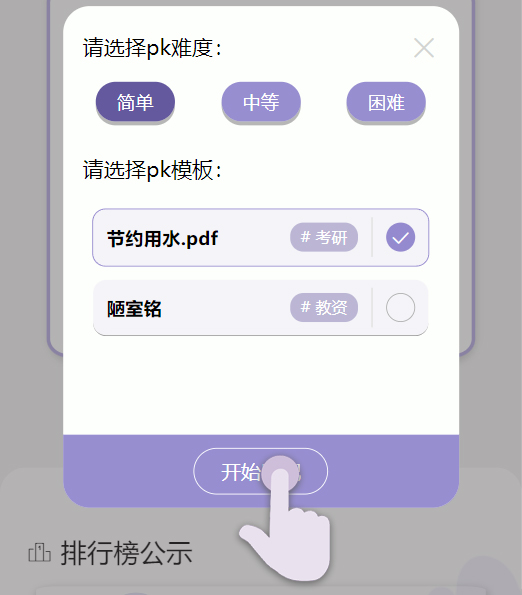 请选择pk难度：
简单 中等 困难
请选择pk模板：
节约用水.pdf # 考研
陋室铭 # 教资
开始
排行榜公示